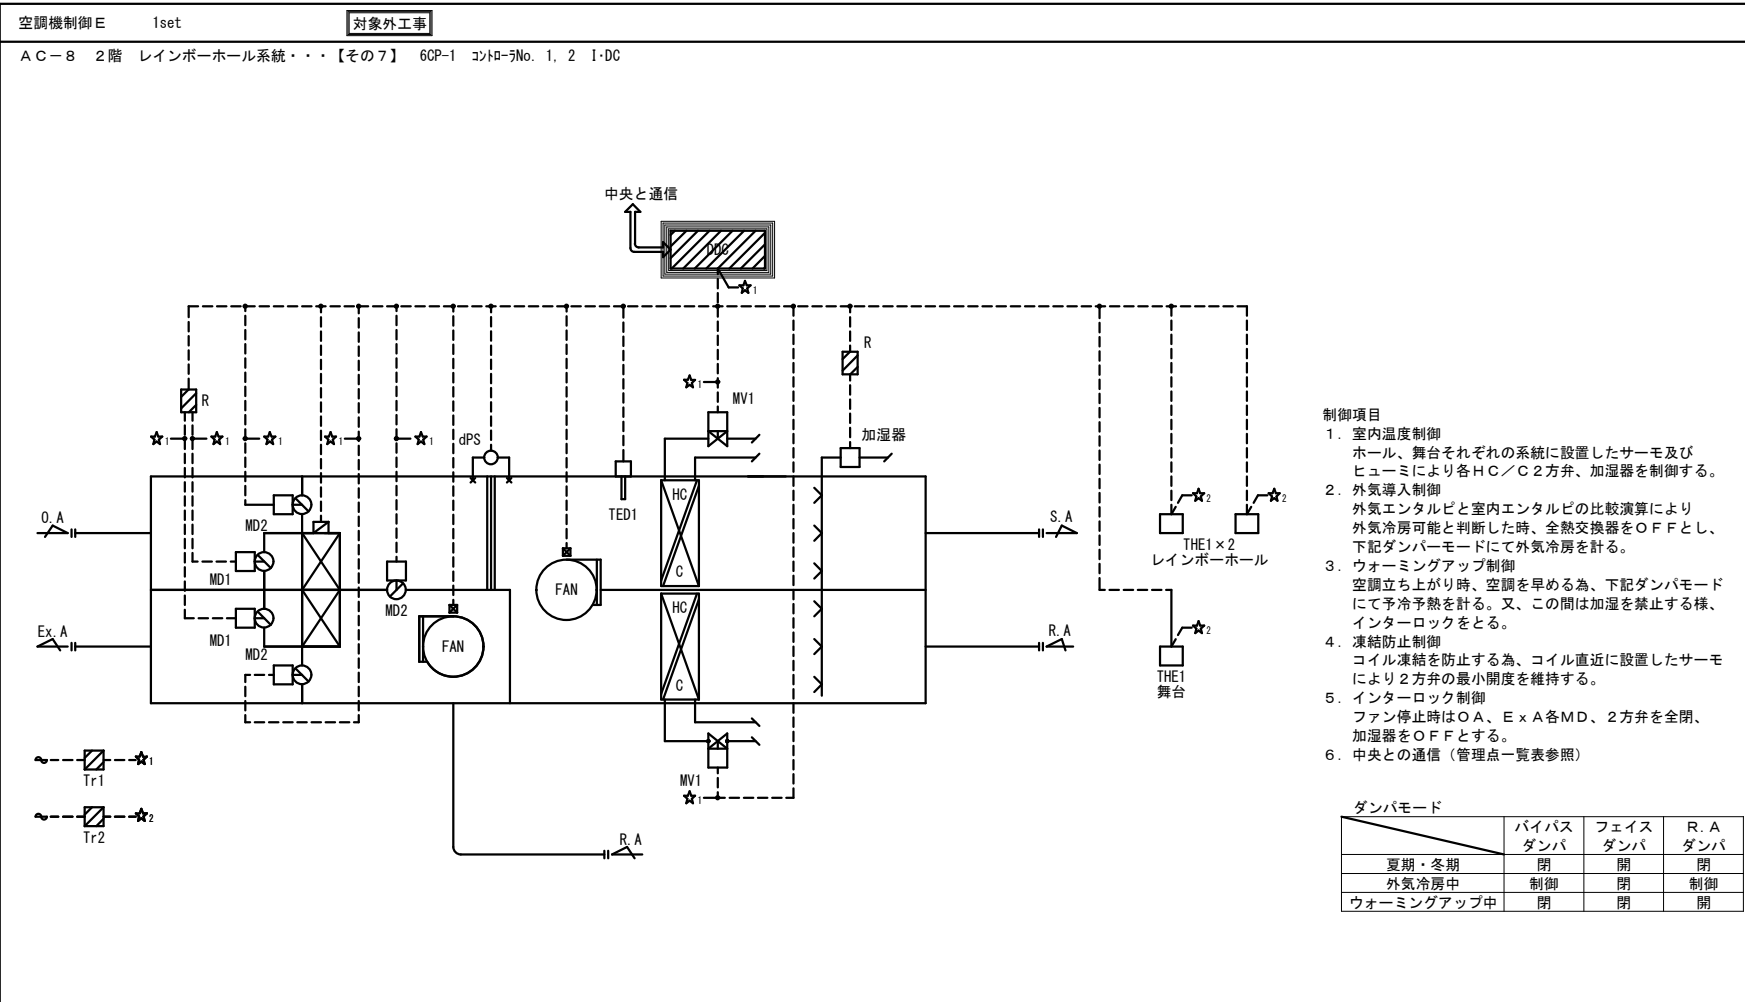 空調機制御E 1set 対象外工事
AC-8 2階 レインボーホール系統・・・【その7】 6CP-1 ｺﾝﾄﾛｰﾗNo. 1, 2 I·DC
中央と通信
DDC
☆1
R
R
☆1 ☆1 ☆1 ☆1 ☆1 dPS
☆1
MV1
加湿器
O.A
MD2
MD1
MD1
MD2
Ex.A
MD2
FAN
FAN
TED1
HC
C
HC
C
S.A
R.A
☆2 ☆2
THE1×2
レインボーホール
☆2
THE1
舞台
MV1
☆1
☆1
Tr1
☆2
Tr2
R.A
制御項目
1. 室内温度制御
ホール、舞台それぞれの系統に設置したサーモ及び
ヒューミにより各HC/C2方弁、加湿器を制御する。
2. 外気導入制御
外気エンタルピと室内エンタルピの比較演算により
外気冷房可能と判断した時、全熱交換器をOFFとし、
下記ダンパーモードにて外気冷房を計る。
3. ウォーミングアップ制御
空調立ち上がり時、空調を早める為、下記ダンパモード
にて予冷予熱を計る。又、この間は加湿を禁止する様、
インターロックをとる。
4. 凍結防止制御
コイル凍結を防止する為、コイル直近に設置したサーモ
により2方弁の最小開度を維持する。
5. インターロック制御
ファン停止時はOA、ExA各MD、2方弁を全閉、
加湿器をOFFとする。
6. 中央との通信(管理点一覧表参照)
ダンパモード
バイパス フェイス R.A
ダンパ ダンパ ダンパ
夏期・冬期 閉 開 閉
外気冷房中 制御 閉 制御
ウォーミングアップ中 閉 閉 開